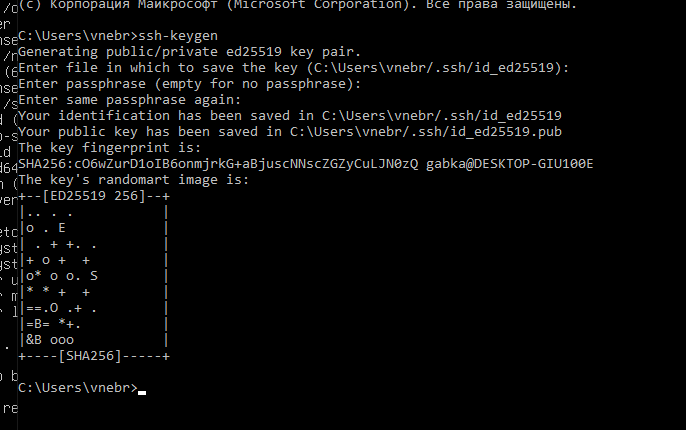 (c) Корпорация Майкрософт (Microsoft Corporation). Все права защищены.
C:\Users\vnebr>ssh-keygen
Generating public/private ed25519 key pair.
Enter file in which to save the key (C:\Users\vnebr/.ssh/id_ed25519):
Enter passphrase (empty for no passphrase):
Enter same passphrase again:
Your identification has been saved in C:\Users\vnebr/.ssh/id_ed25519
Your public key has been saved in C:\Users\vnebr/.ssh/id_ed25519.pub
The key fingerprint is:
SHA256:cO6wZurD1oIB6onmjrkG+aBjuscNNscZGZyCuLJN0zQ gabka@DESKTOP-GIU100E
The key's randomart image is:
+--[ED25519 256]--+
|.. . .           |
|o . E            |
| . + +. .        |
|+ o +  +         |
|o* o o. S        |
|* * +  +         |
|==.O .+ .        |
|=B= *+.          |
|&B ooo           |
+----[SHA256]-----+
C:\Users\vnebr>